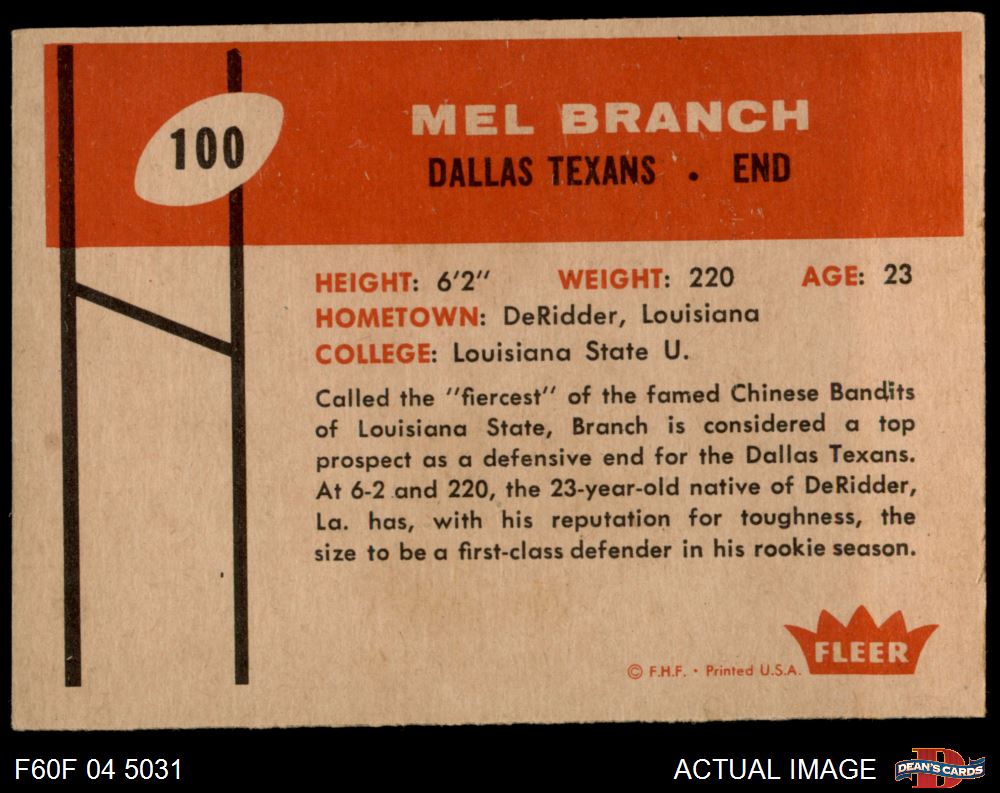 100
MEL BRANCH
DALLAS TEXANS . END
HEIGHT: 6'2" WEIGHT: 220 AGE: 23
HOMETOWN: DeRidder, Louisiana
COLLEGE: Louisiana State U.
Called the "fiercest" of the famed Chinese Bandits
of Louisiana State, Branch is considered a top
prospect as a defensive end for the Dallas Texans.
At 6-2 and 220, the 23-year-old native of DeRidder,
La. has, with his reputation for toughness, the
size to be a first-class defender in his rookie season.
FLEER
© F.H.F. • Printed U.S.A.
F60F 04 5031
ACTUAL IMAGE
DEAN'S CARDS